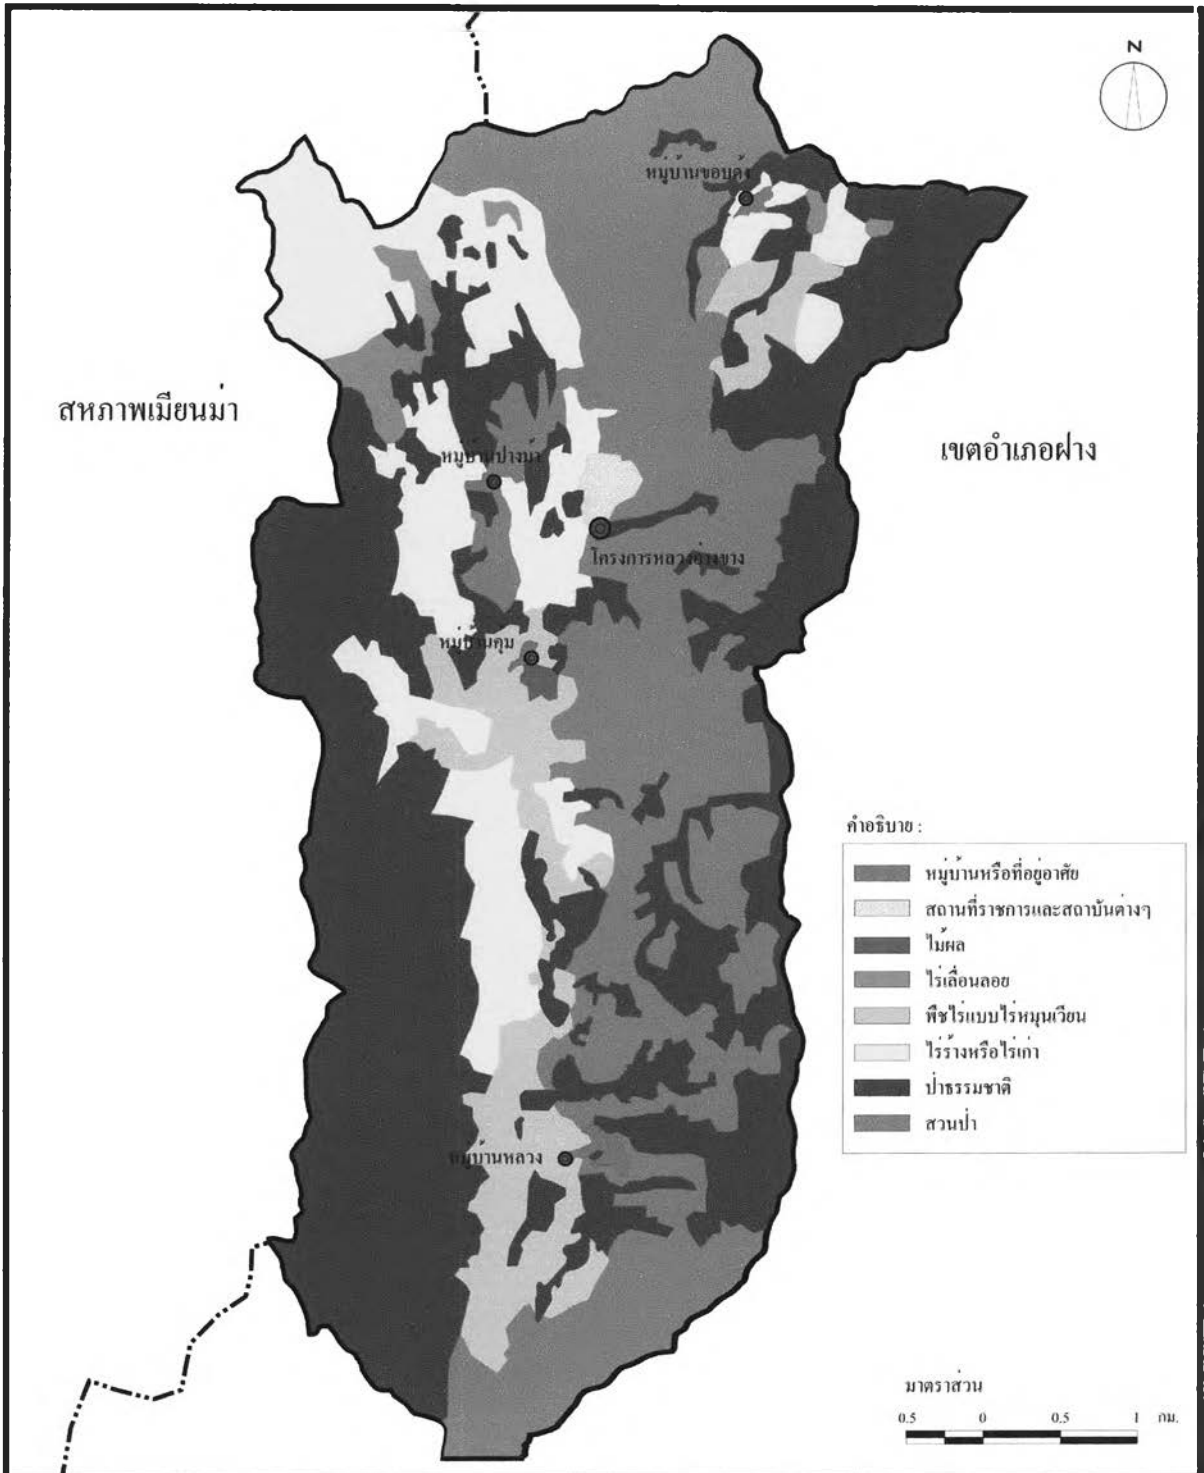 N
หมู่บ้านขอบด้ง
สหภาพเมียนม่า
เขตอำเภอฝาง
หมู่บ้านปางม้า
โครงการหลวงอ่างขาง
หมู่บ้านคุ้ม
คำอธิบาย :
หมู่บ้านหรือที่อยู่อาศัย
สถานที่ราชการและสถาบันต่างๆ
ไม้ผล
ไร่เลื่อนลอย
พืชไร่แบบไร่หมุนเวียน
ไร่ร้างหรือไร่เก่า
ป่าธรรมชาติ
สวนป่า
หมู่บ้านหลวง
มาตราส่วน
0.5 0 0.5 1 กม.